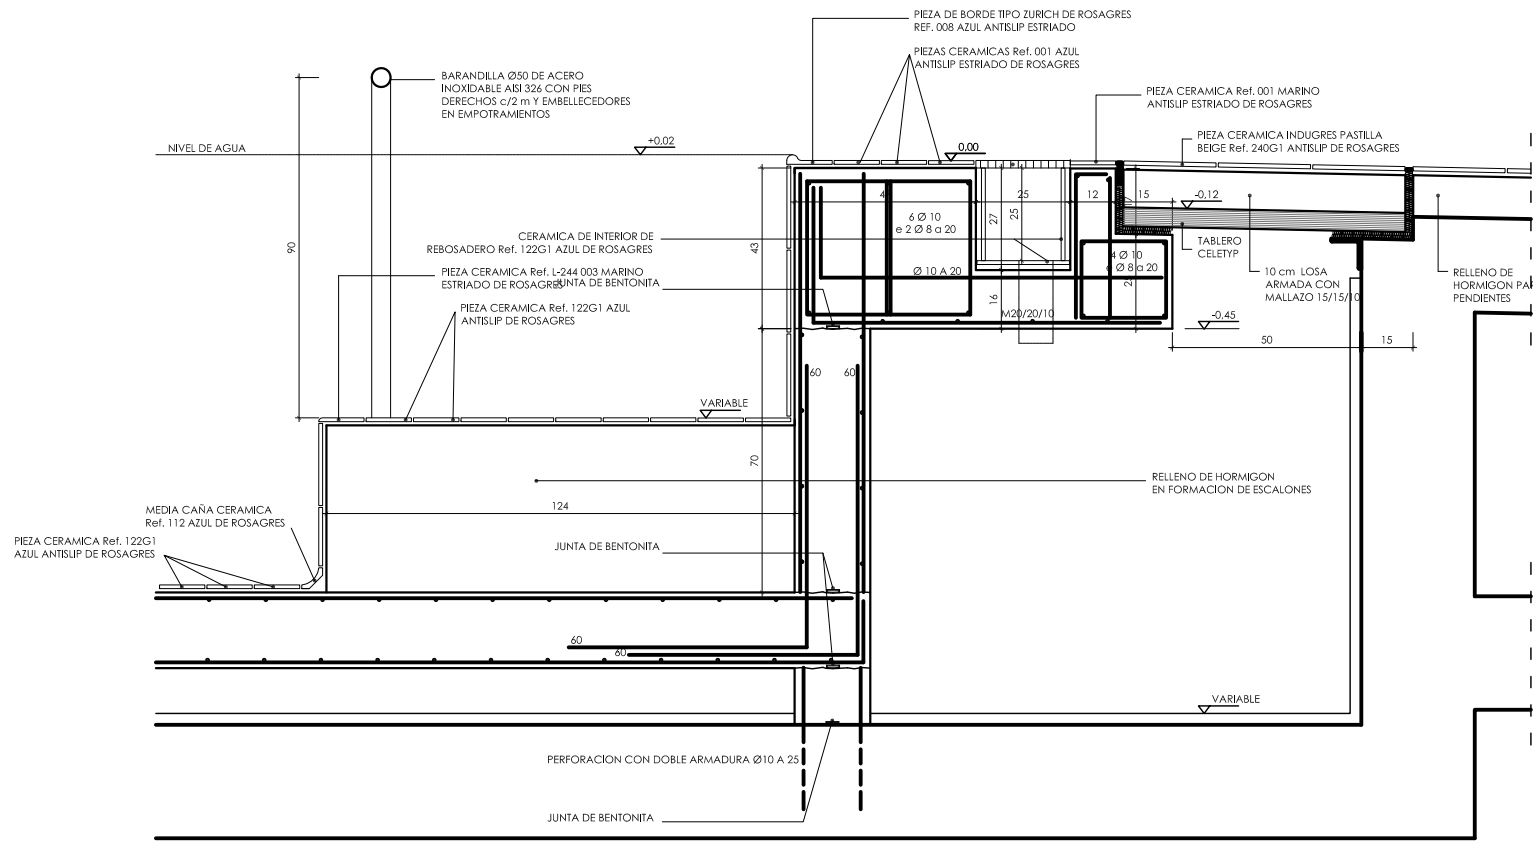 PIEZA DE BORDE TIPO ZURICH DE ROSAGRES
REF. 008 AZUL ANTISLIP ESTRIADO
PIEZAS CERAMICAS Ref. 001 AZUL
ANTISLIP ESTRIADO DE ROSAGRES
BARANDILLA Ø50 DE ACERO
INOXIDABLE AISI 326 CON PIES
DERECHOS c/2 m Y EMBELLECEDORES
EN EMPOTRAMIENTOS
PIEZA CERAMICA Ref. 001 MARINO
ANTISLIP ESTRIADO DE ROSAGRES
PIEZA CERAMICA INDUGRES PASTILLA
BEIGE Ref. 240G1 ANTISLIP DE ROSAGRES
NIVEL DE AGUA
+0.02
0.00
-0,12
25
12
15
6 Ø 10
e 2 Ø 8 a 20
27
25
90
43
CERAMICA DE INTERIOR DE
REBOSADERO Ref. 122G1 AZUL DE ROSAGRES
TABLERO
CELETYP
4 Ø 10
Ø 8 a 20
25
Ø 10 A 20
PIEZA CERAMICA Ref. L-244 003 MARINO
ESTRIADO DE ROSAGRES
JUNTA DE BENTONITA
10 cm LOSA
ARMADA CON
MALLAZO 15/15/10
RELLENO DE
HORMIGON PA
PENDIENTES
PIEZA CERAMICA Ref. 122G1 AZUL
ANTISLIP DE ROSAGRES
16
M20/20/10
-0,45
50
15
60
60
VARIABLE
70
RELLENO DE HORMIGON
EN FORMACION DE ESCALONES
124
MEDIA CAÑA CERAMICA
Ref. 112 AZUL DE ROSAGRES
PIEZA CERAMICA Ref. 122G1
AZUL ANTISLIP DE ROSAGRES
JUNTA DE BENTONITA
60
60
VARIABLE
PERFORACION CON DOBLE ARMADURA Ø10 A 25
JUNTA DE BENTONITA